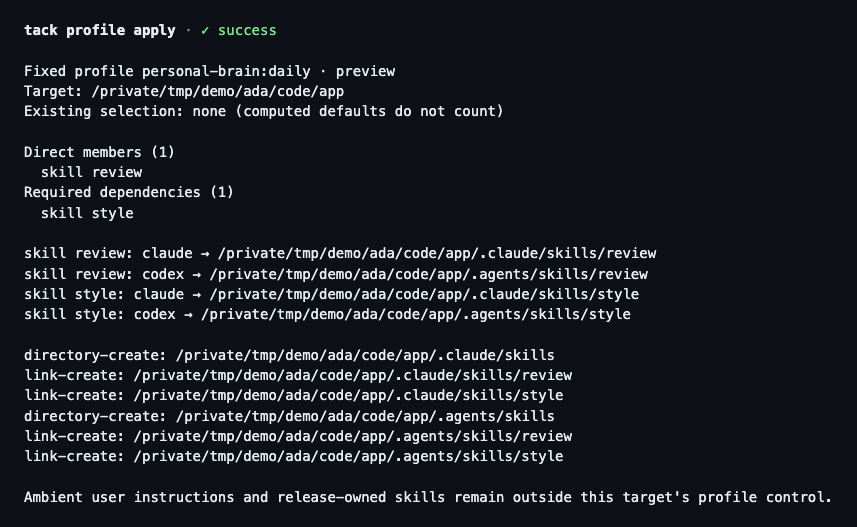 tack profile apply · ✓ success
Fixed profile personal-brain:daily · preview
Target: /private/tmp/demo/ada/code/app
Existing selection: none (computed defaults do not count)
Direct members (1)
skill review
Required dependencies (1)
skill style
skill review: claude → /private/tmp/demo/ada/code/app/.claude/skills/review
skill review: codex → /private/tmp/demo/ada/code/app/.agents/skills/review
skill style: claude → /private/tmp/demo/ada/code/app/.claude/skills/style
skill style: codex → /private/tmp/demo/ada/code/app/.agents/skills/style
directory-create: /private/tmp/demo/ada/code/app/.claude/skills
link-create: /private/tmp/demo/ada/code/app/.claude/skills/review
link-create: /private/tmp/demo/ada/code/app/.claude/skills/style
directory-create: /private/tmp/demo/ada/code/app/.agents/skills
link-create: /private/tmp/demo/ada/code/app/.agents/skills/review
link-create: /private/tmp/demo/ada/code/app/.agents/skills/style
Ambient user instructions and release-owned skills remain outside this target's profile control.